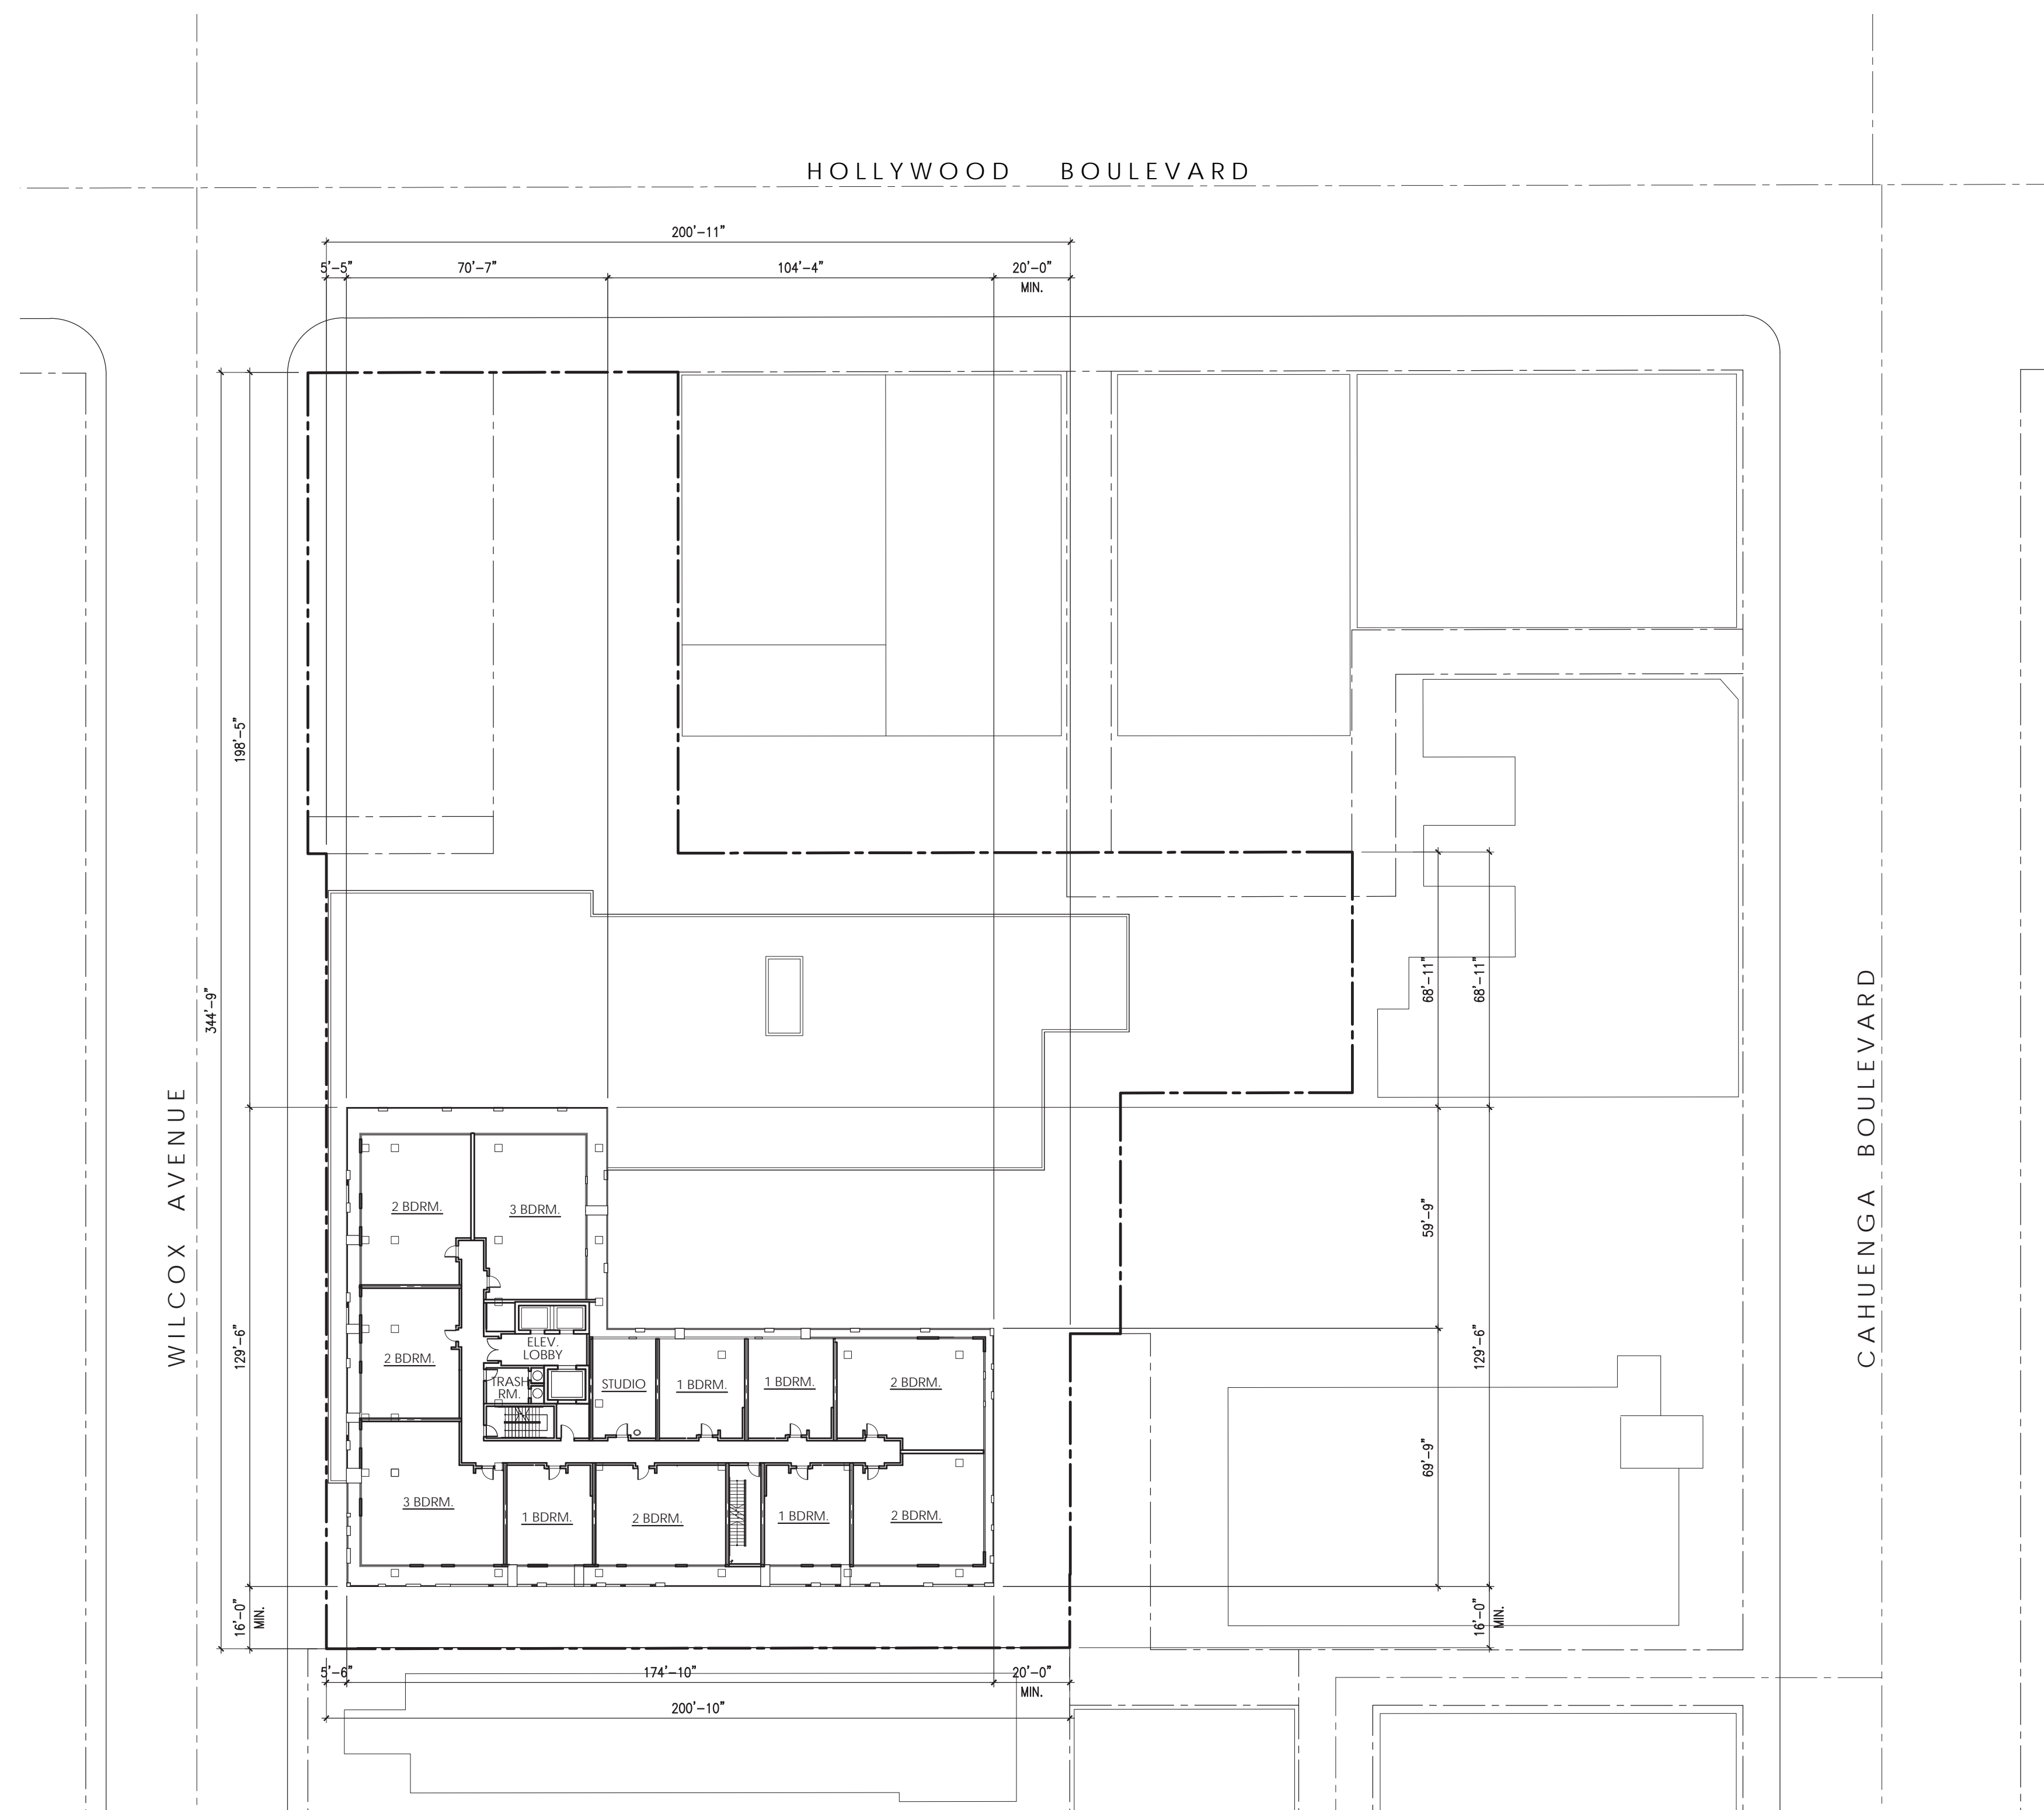 HOLLYWOOD BOULEVARD
200'-11"
5'-5"
70'-7"
104'-4"
20'-0"
MIN.
198'-5"
344'-9"
68'-11"
68'-11"
CAHUENGA BOULEVARD
WILCOX AVENUE
2 BDRM.
3 BDRM.
59'-9"
129'-6"
129'-6"
ELEV.
LOBBY
2 BDRM.
TRASH
RM.
STUDIO
1 BDRM.
1 BDRM.
2 BDRM.
69'-9"
3 BDRM.
1 BDRM.
2 BDRM.
1 BDRM.
2 BDRM.
16'-0"
MIN.
16'-0"
MIN.
5'-6"
174'-10"
20'-0"
MIN.
200'-10"